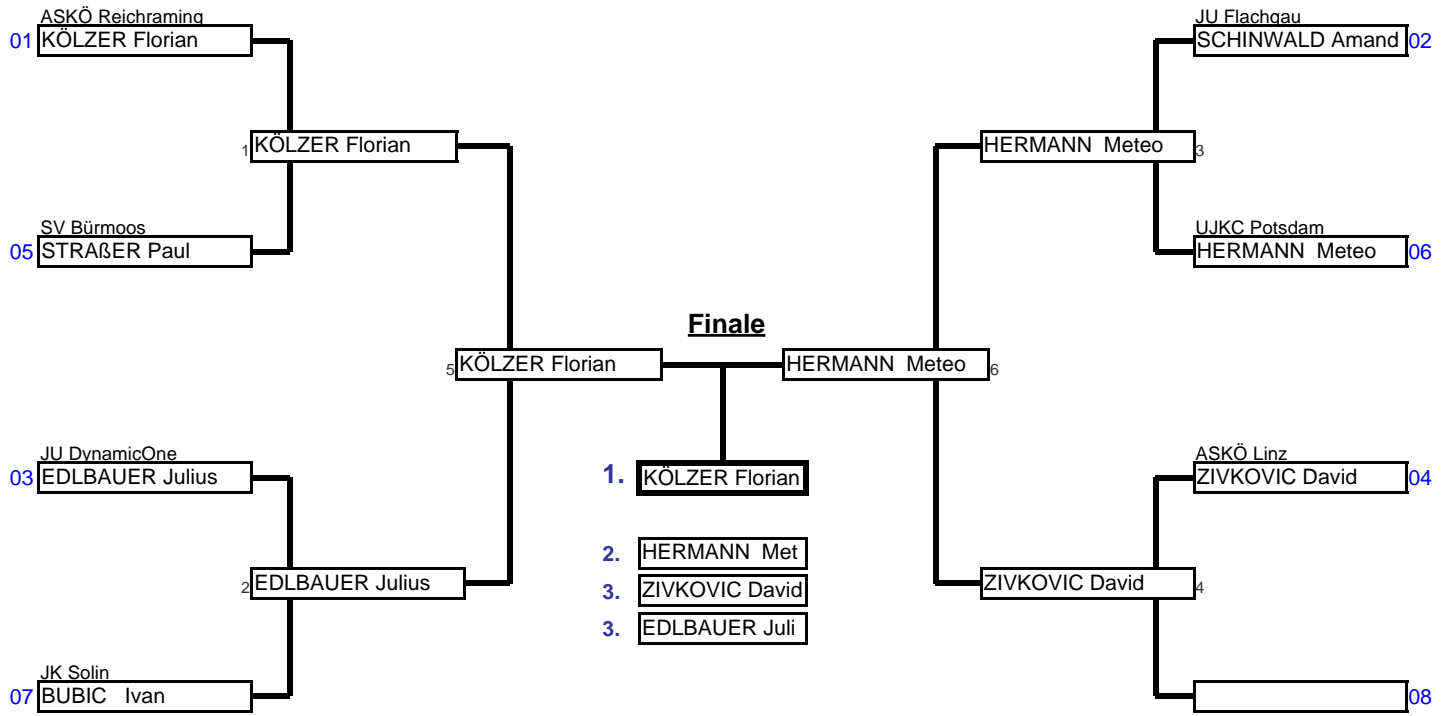 ASKÖ Reichraming
01 KÖLZER Florian
JU Flachgau
SCHINWALD Amand 02
1 KÖLZER Florian
HERMANN  Meteo 3
SV Bürmoos
05 STRAßER Paul
UJKC Potsdam
HERMANN  Meteo 06
Finale
5 KÖLZER Florian
HERMANN  Meteo 6
JU DynamicOne
03 EDLBAUER Julius
1. KÖLZER Florian
ASKÖ Linz
ZIVKOVIC David 04
2. HERMANN  Met
3. ZIVKOVIC David
3. EDLBAUER Juli
2 EDLBAUER Julius
ZIVKOVIC David 4
JK Solin
07 BUBIC   Ivan
08